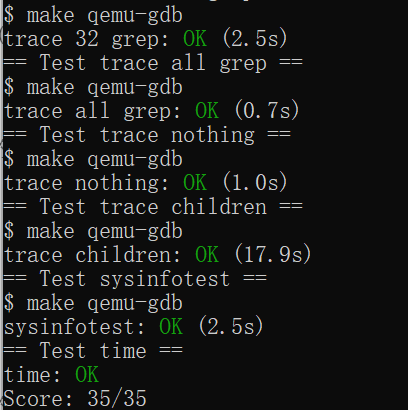 $ make qemu-gdb
trace 32 grep: OK (2.5s)
== Test trace all grep ==
$ make qemu-gdb
trace all grep: OK (0.7s)
== Test trace nothing ==
$ make qemu-gdb
trace nothing: OK (1.0s)
== Test trace children ==
$ make qemu-gdb
trace children: OK (17.9s)
== Test sysinfotest ==
$ make qemu-gdb
sysinfotest: OK (2.5s)
== Test time ==
time: OK
Score: 35/35